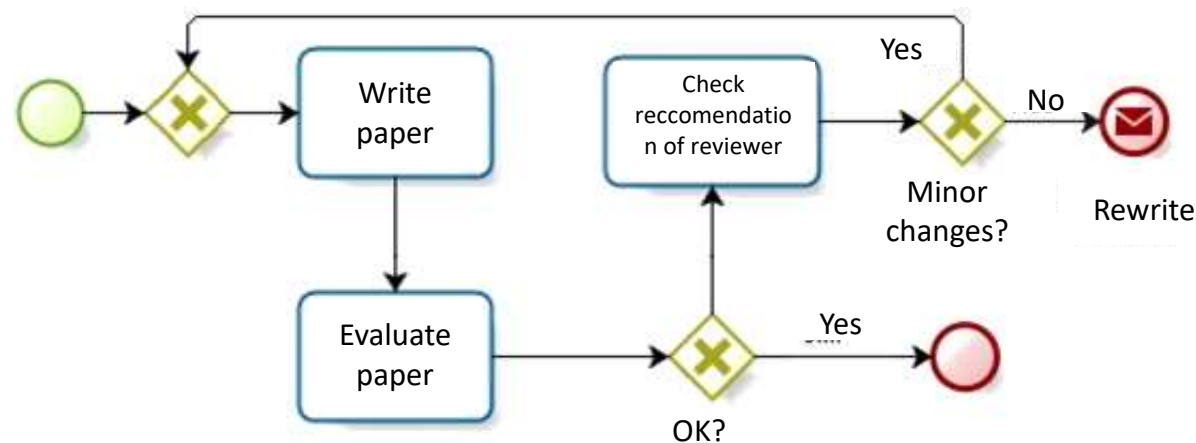 Write
paper
Check
reccomendatio
n of reviewer
Yes
No
Minor
changes?
Rewrite
Evaluate
paper
Yes
OK?